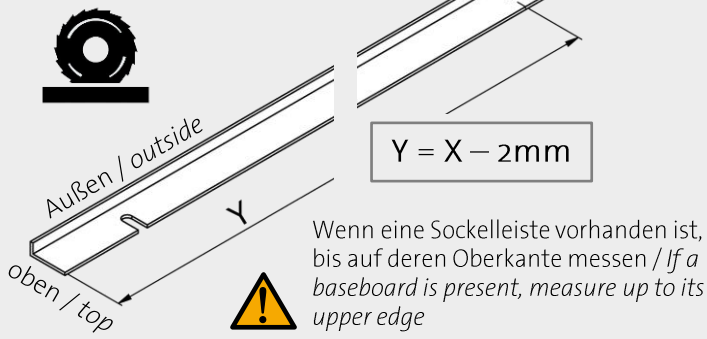 Außen / outside
Y = X – 2mm
Y
oben / top
Wenn eine Sockelleiste vorhanden ist,
bis auf deren Oberkante messen / If a
baseboard is present, measure up to its
upper edge